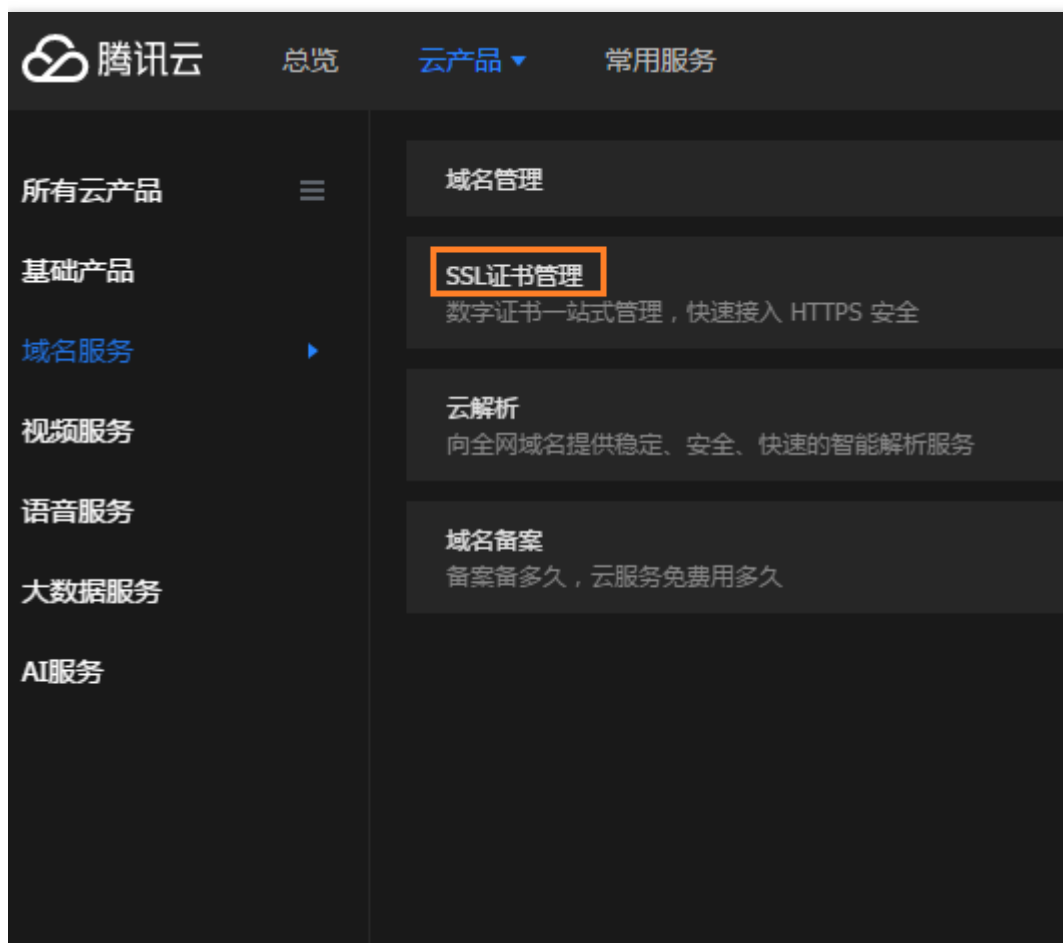 腾讯云 总览 云产品 常用服务
所有云产品
基础产品
域名服务
视频服务
语音服务
大数据服务
AI服务
域名管理
SSL证书管理
数字证书一站式管理，快速接入 HTTPS 安全
云解析
向全网域名提供稳定、安全、快速的智能解析服务
域名备案
备案备多久，云服务免费用多久